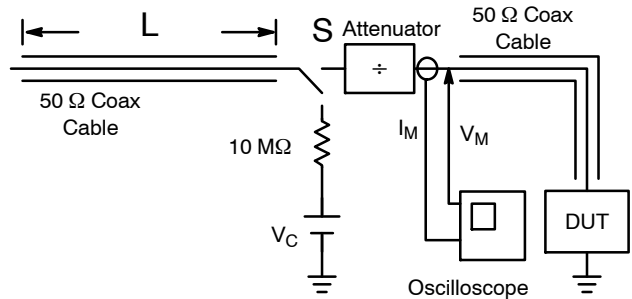 L
S
Attenuator
÷
50 Ω Coax
Cable
50 Ω Coax
Cable
10 MΩ
I_M
V_M
V_C
DUT
Oscilloscope